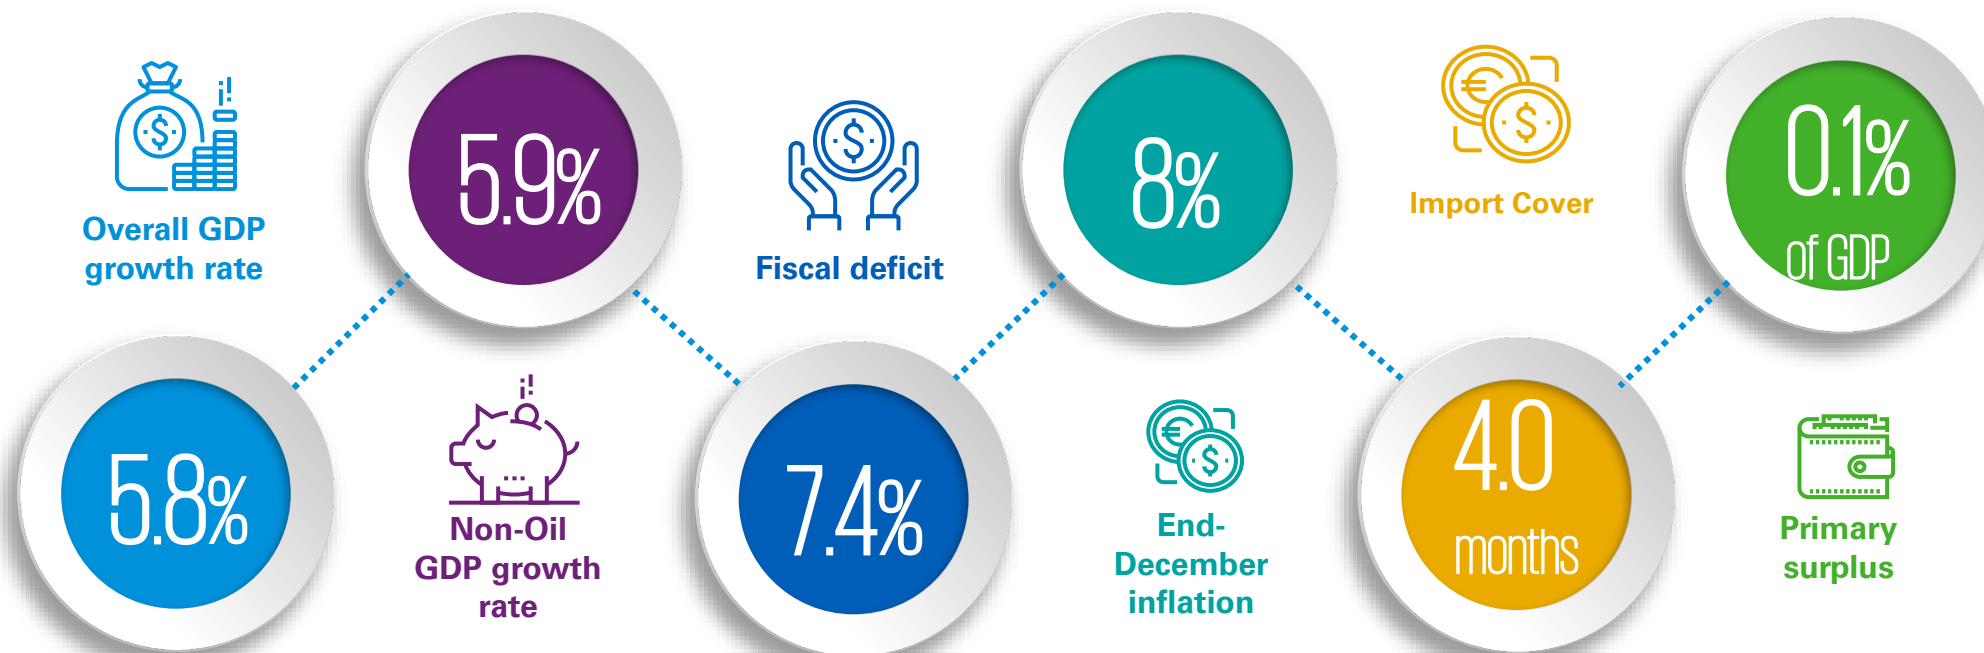 Overall GDP
growth rate
5.8%
5.9%
Non-Oil
GDP growth
rate
Fiscal deficit
7.4%
8%
End-
December
inflation
Import Cover
4.0
months
0.1%
of GDP
Primary
surplus